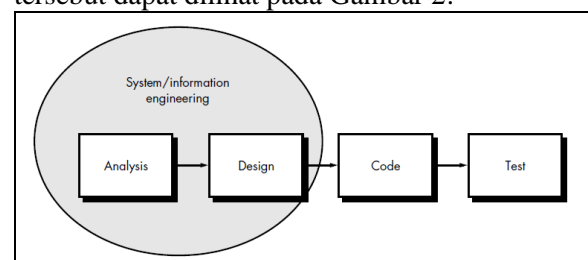 tersebut dapat dilihat pada Gambar 2.
System/information
engineering
Analysis
Design
Code
Test